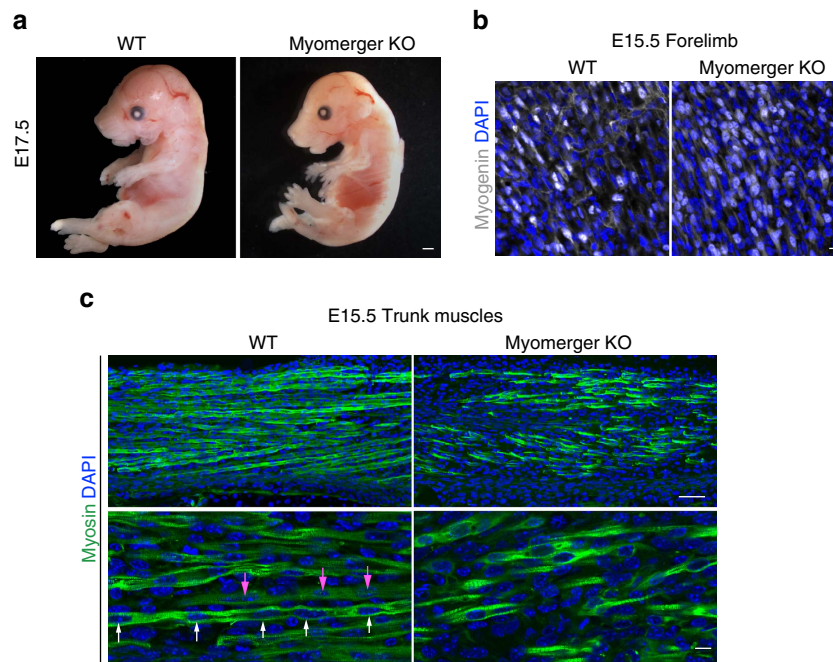 a
WT
Myomerger KO
E17.5
b
E15.5 Forelimb
WT
Myomerger KO
Myogenin DAPI
c
E15.5 Trunk muscles
WT
Myomerger KO
Myosin DAPI